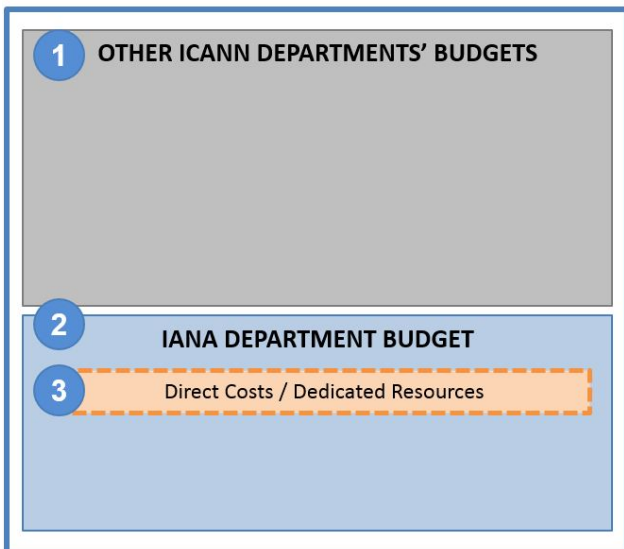 1 OTHER ICANN DEPARTMENTS’ BUDGETS
2
IANA DEPARTMENT BUDGET
3 Direct Costs / Dedicated Resources